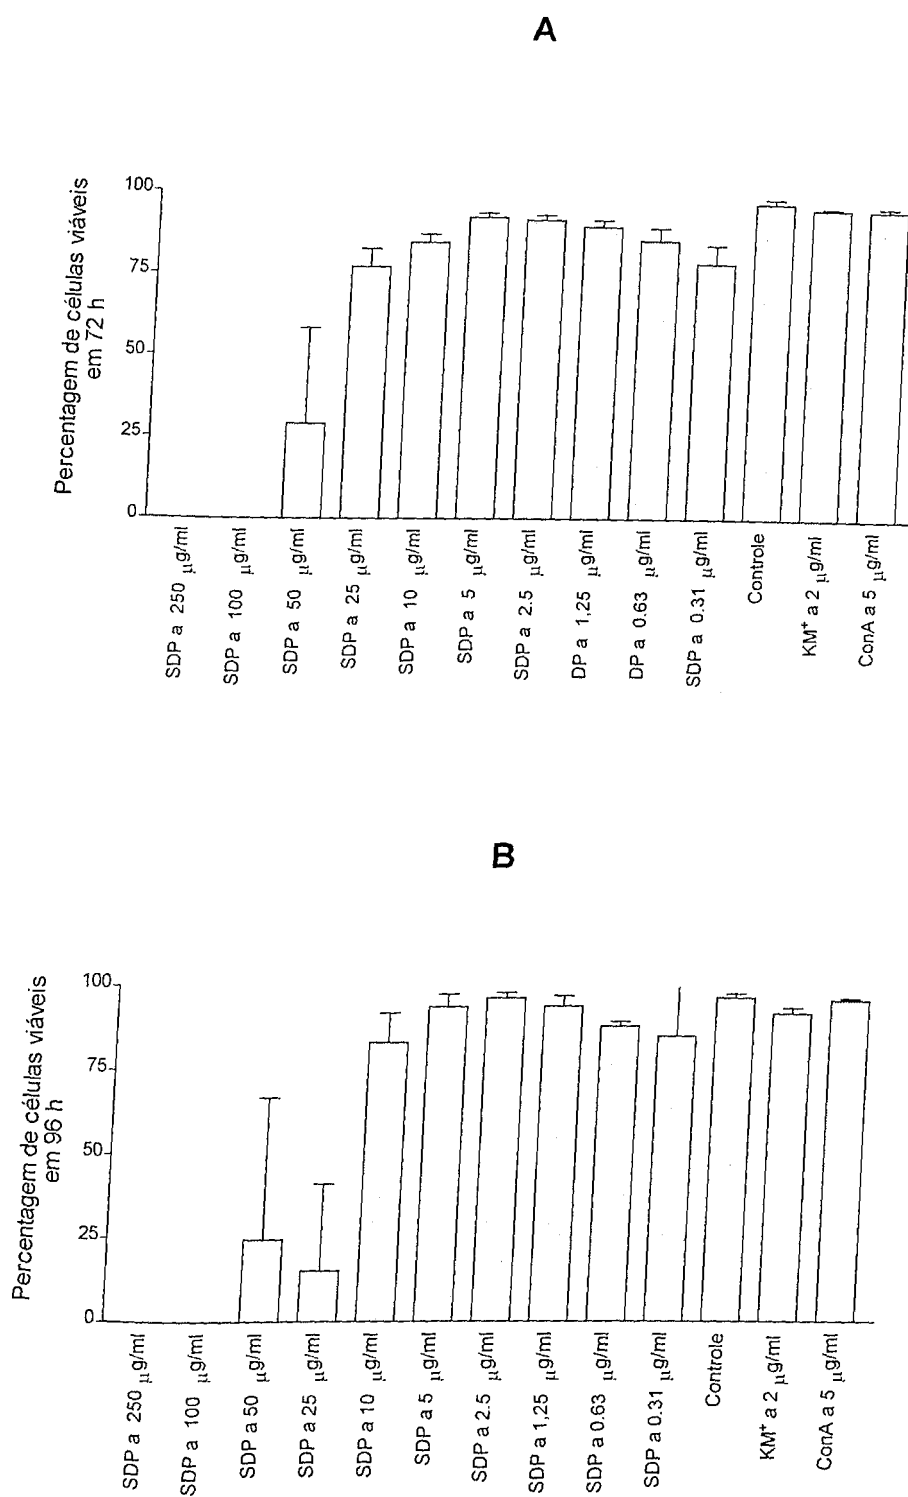 A
Percentagem de células viáveis
em 72 h
100
75
50
25
0
SDP a 250 µg/ml
SDP a 100 µg/ml
SDP a 50 µg/ml
SDP a 25 µg/ml
SDP a 10 µg/ml
SDP a 5 µg/ml
SDP a 2.5 µg/ml
DP a 1,25 µg/ml
DP a 0.63 µg/ml
SDP a 0.31 µg/ml
Controle
KM⁺ a 2 µg/ml
ConA a 5 µg/ml
B
Percentagem de células viáveis
em 96 h
100
75
50
25
0
SDP a 250 µg/ml
SDP a 100 µg/ml
SDP a 50 µg/ml
SDP a 25 µg/ml
SDP a 10 µg/ml
SDP a 5 µg/ml
SDP a 2.5 µg/ml
SDP a 1,25 µg/ml
SDP a 0.63 µg/ml
SDP a 0.31 µg/ml
Controle
KM⁺ a 2 µg/ml
ConA a 5 µg/ml